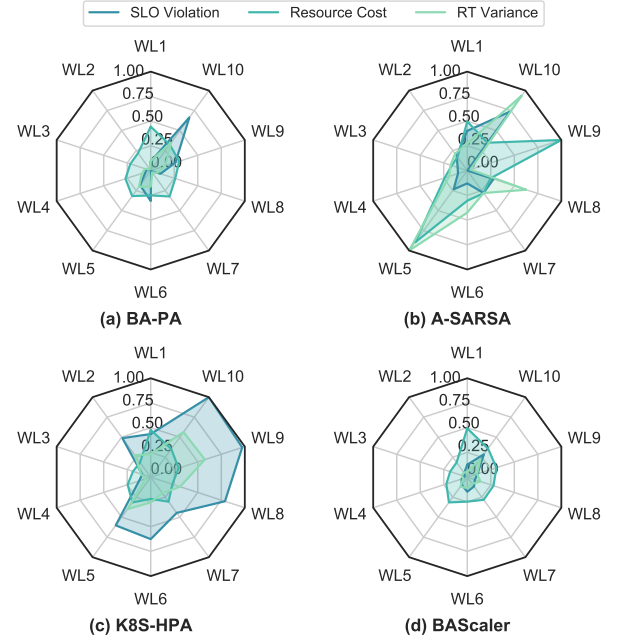 SLO Violation Resource Cost RT Variance
WL1 WL1
WL2 1.00 WL10 WL2 1.00 WL10
0.75 0.75
WL3 0.50 WL9 WL3 0.50 WL9
0.25 0.25
0.00 0.00
WL4 WL8 WL4 WL8
WL5 WL7 WL5 WL7
WL6 WL6
(a) BA-PA (b) A-SARSA
WL1 WL1
WL2 1.00 WL10 WL2 1.00 WL10
0.75 0.75
WL3 0.50 WL9 WL3 0.50 WL9
0.25 0.25
0.00 0.00
WL4 WL8 WL4 WL8
WL5 WL7 WL5 WL7
WL6 WL6
(c) K8S-HPA (d) BAScaler